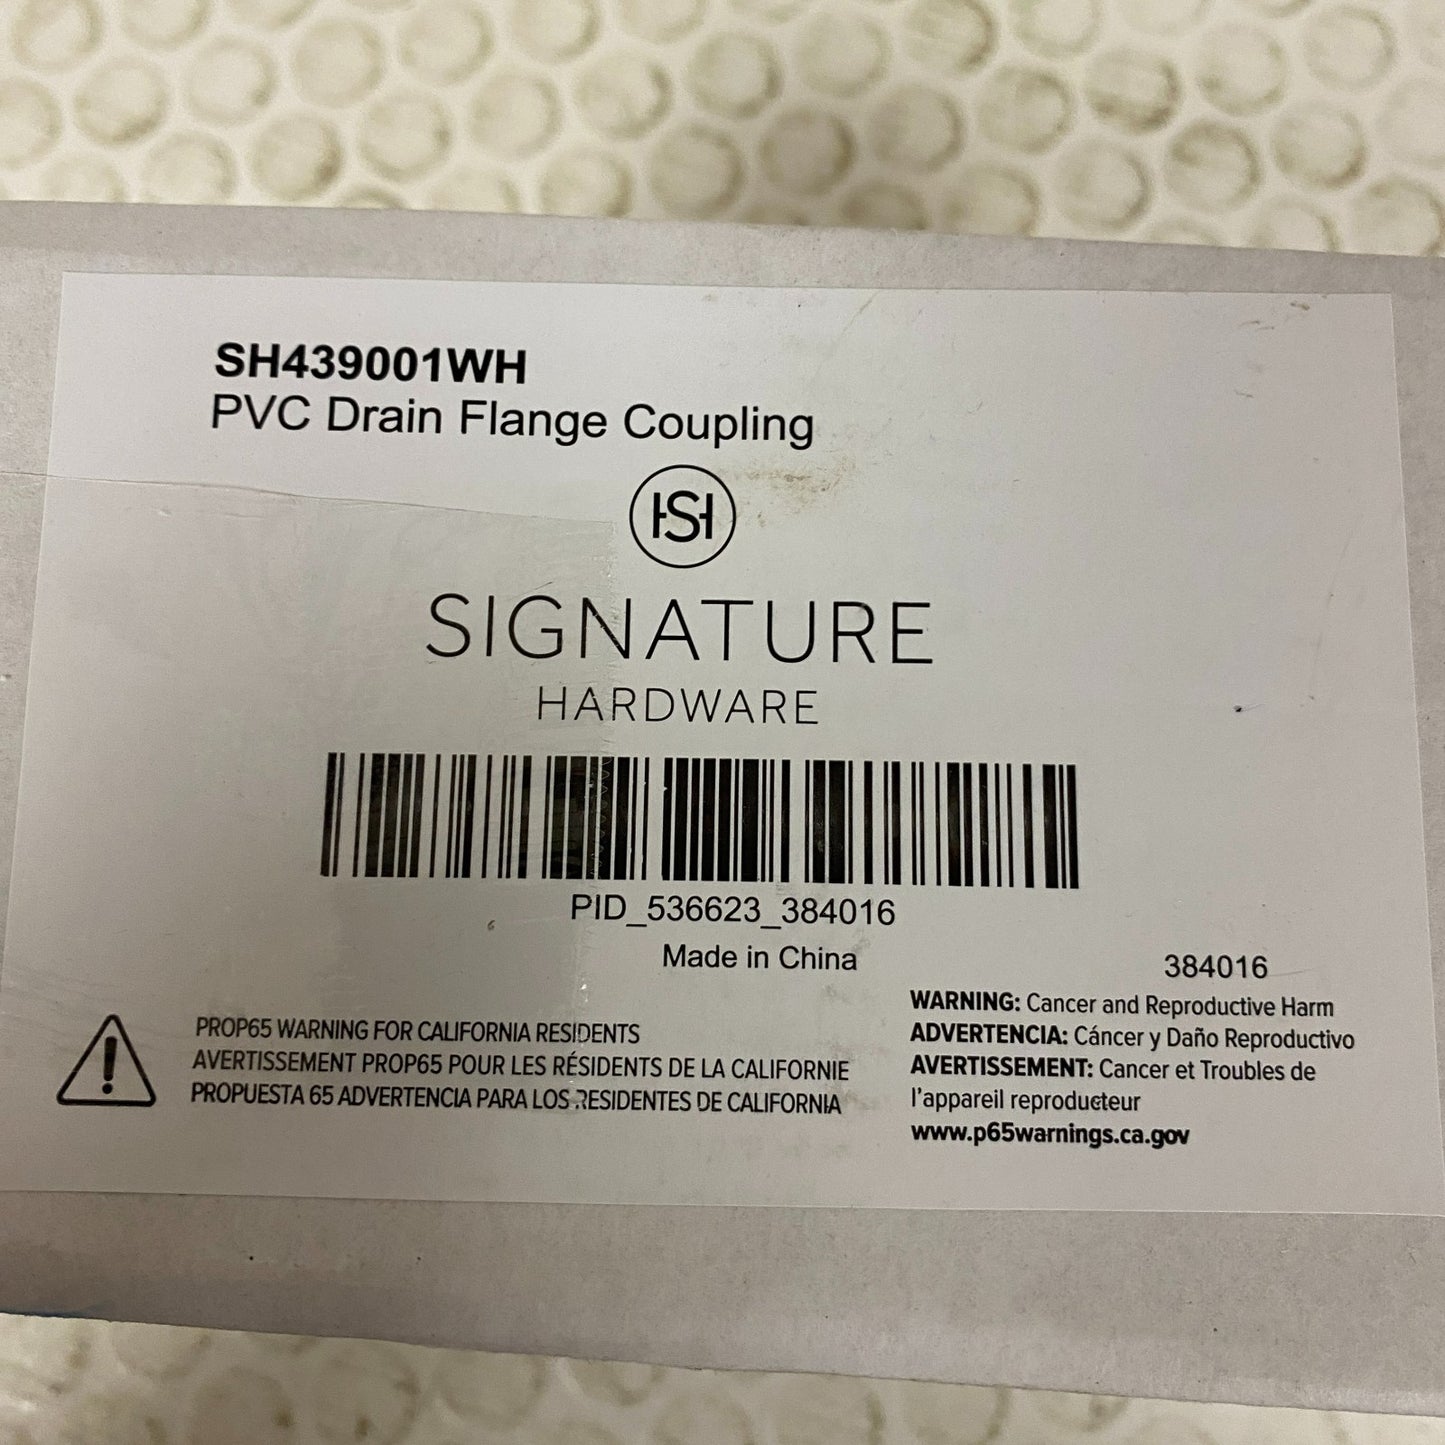 SH439001WH
PVC Drain Flange Coupling
HSH
SIGNATURE
HARDWARE
PID_536623_384016
Made in China
384016
PROP65 WARNING FOR CALIFORNIA RESIDENTS
AVERTISSEMENT PROP65 POUR LES RÉSIDENTS DE LA CALIFORNIE
PROPUESTA 65 ADVERTENCIA PARA LOS RESIDENTES DE CALIFORNIA
WARNING: Cancer and Reproductive Harm
ADVERTENCIA: Cáncer y Daño Reproductivo
AVERTISSEMENT: Cancer et Troubles de
l'appareil reproducteur
www.p65warnings.ca.gov